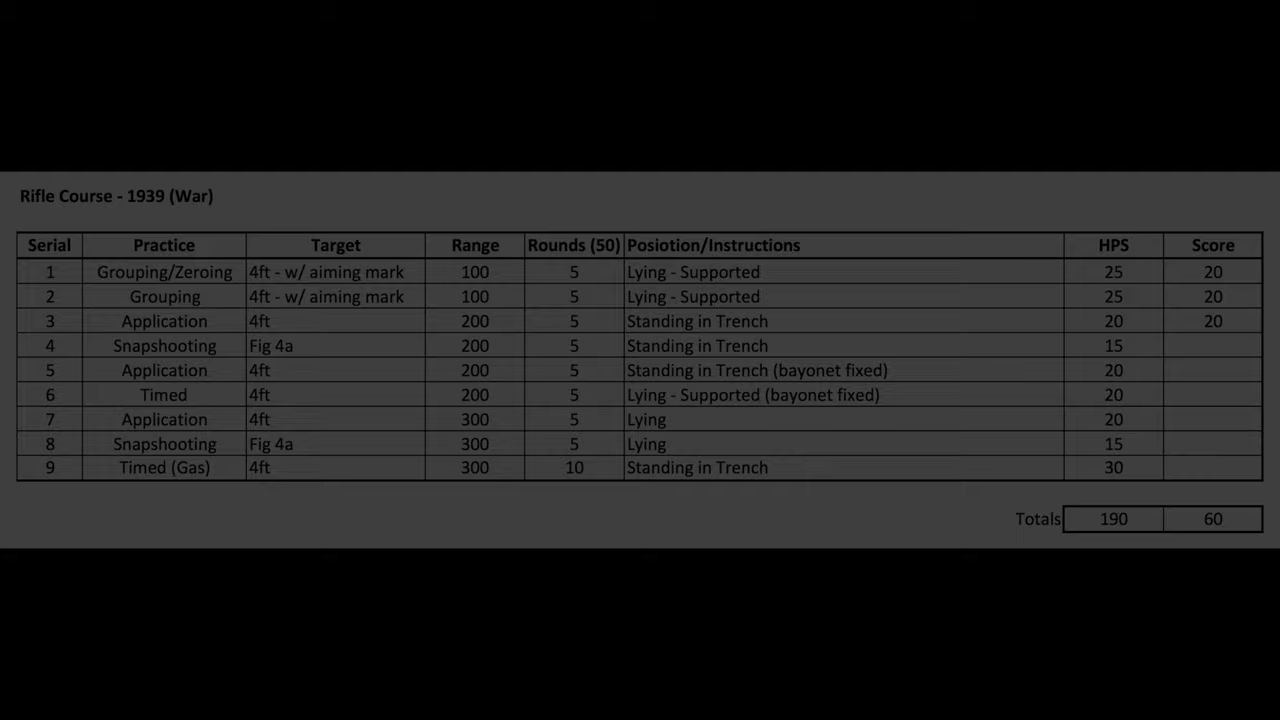 Rifle Course - 1939 (War)
Serial Practice Target Range Rounds (50) Posiotion/Instructions HPS Score
1 Grouping/Zeroing 4ft - w/ aiming mark 100 5 Lying - Supported 25 20
2 Grouping 4ft - w/ aiming mark 100 5 Lying - Supported 25 20
3 Application 4ft 200 5 Standing in Trench 20 20
4 Snapshooting Fig 4a 200 5 Standing in Trench 15
5 Application 4ft 200 5 Standing in Trench (bayonet fixed) 20
6 Timed 4ft 200 5 Lying - Supported (bayonet fixed) 20
7 Application 4ft 300 5 Lying 20
8 Snapshooting Fig 4a 300 5 Lying 15
9 Timed (Gas) 4ft 300 10 Standing in Trench 30
Totals 190 60